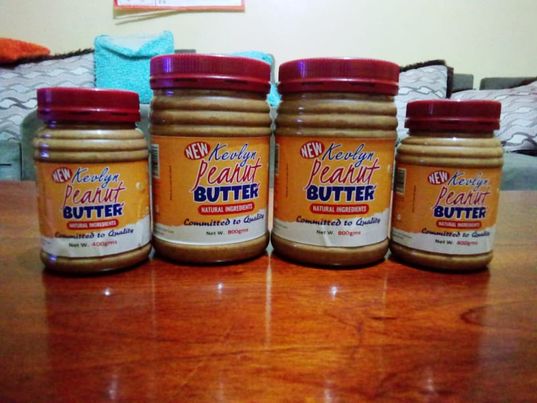 NEW
Kevlyn
Peanut
BUTTER
NATURAL INGREDIENTS
Committed to Quality
Net W. 400gms
NEW
Kevlyn
Peanut
BUTTER
NATURAL INGREDIENTS
Committed to Quality
Net W. 800gms
NEW
Kevlyn
Peanut
BUTTER
NATURAL INGREDIENTS
Committed to Quality
Net W. 800gms
NEW
Kevlyn
Peanut
BUTTER
NATURAL INGREDIENTS
Committed to Quality
Net W. 400gms